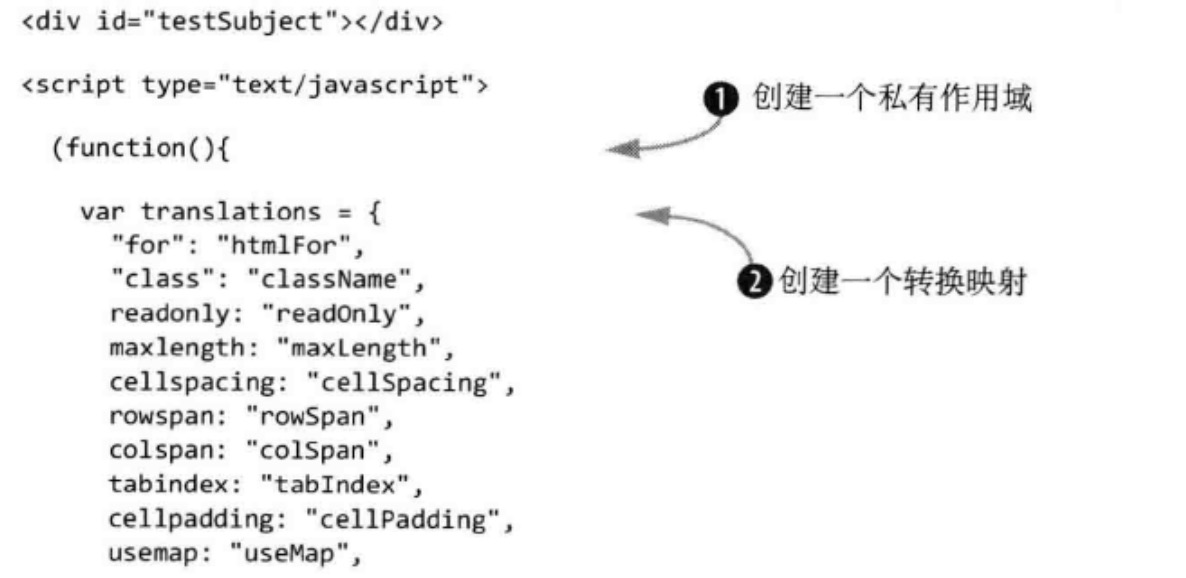 <div id="testSubject"></div>
<script type="text/javascript">
❶ 创建一个私有作用域
(function(){
var translations = {
"for": "htmlFor",
"class": "className",
❷创建一个转换映射
readonly: "readOnly",
maxlength: "maxLength",
cellspacing: "cellSpacing",
rowspan: "rowSpan",
colspan: "colSpan",
tabindex: "tabIndex",
cellpadding: "cellPadding",
usemap: "useMap",